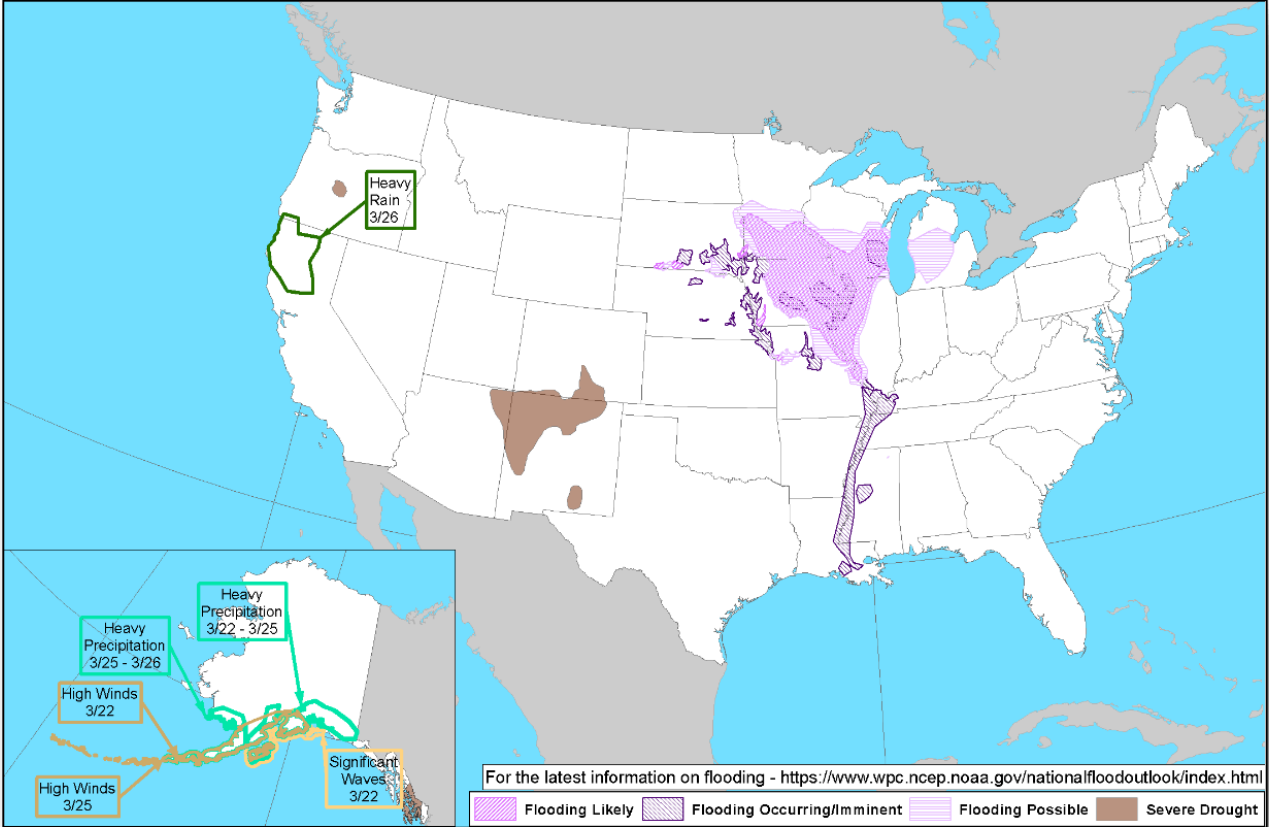 Heavy
Rain
3/26
Heavy
Precipitation
3/22 - 3/25
Heavy
Precipitation
3/25 - 3/26
High Winds
3/22
High Winds
3/25
Significant
Waves
3/22
For the latest information on flooding - https://www.wpc.ncep.noaa.gov/nationalfloodoutlook/index.html
Flooding Likely Flooding Occurring/Imminent Flooding Possible Severe Drought